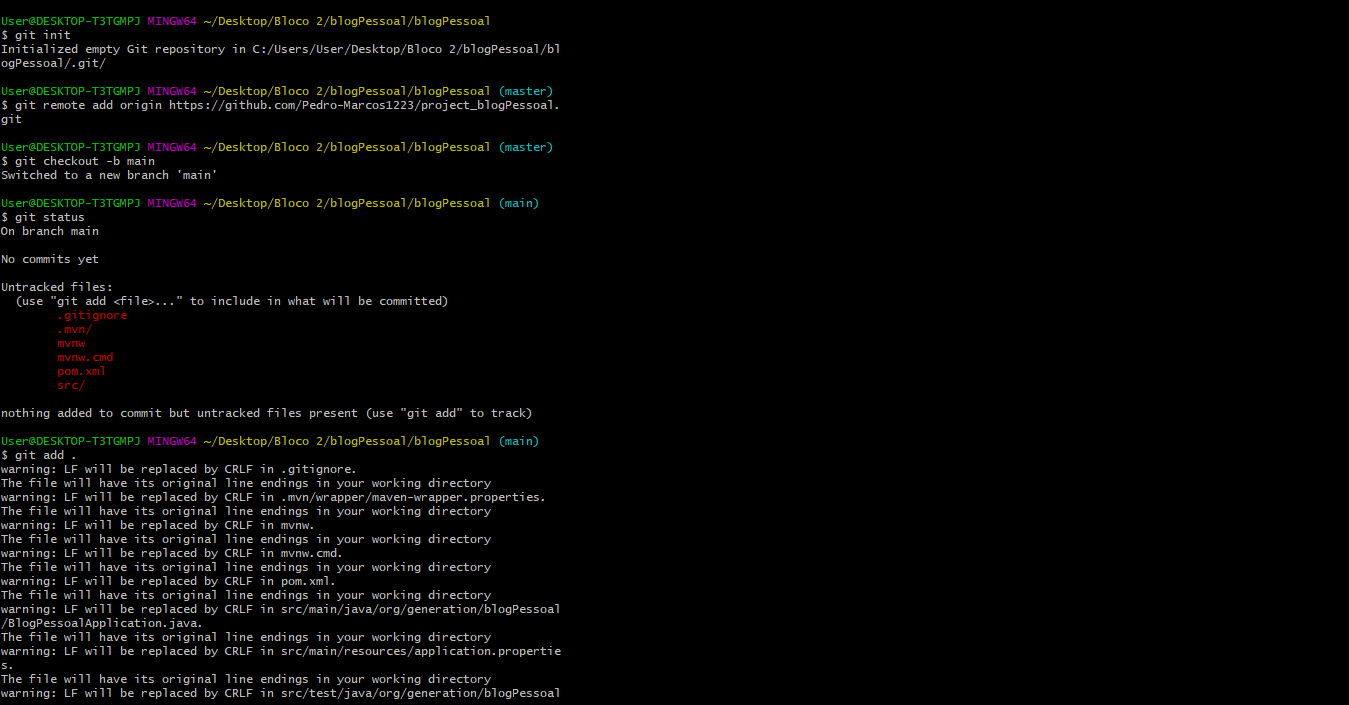 User@DESKTOP-T3TGMPJ MINGW64 ~/Desktop/Bloco 2/blogPessoal/blogPessoal
$ git init
Initialized empty Git repository in C:/Users/User/Desktop/Bloco 2/blogPessoal/bl
ogPessoal/.git/
User@DESKTOP-T3TGMPJ MINGW64 ~/Desktop/Bloco 2/blogPessoal/blogPessoal (master)
$ git remote add origin https://github.com/Pedro-Marcos1223/project_blogPessoal.
git
User@DESKTOP-T3TGMPJ MINGW64 ~/Desktop/Bloco 2/blogPessoal/blogPessoal (master)
$ git checkout -b main
Switched to a new branch 'main'
User@DESKTOP-T3TGMPJ MINGW64 ~/Desktop/Bloco 2/blogPessoal/blogPessoal (main)
$ git status
On branch main
No commits yet
Untracked files:
(use "git add <file>..." to include in what will be committed)
.gitignore
.mvn/
mvnw
mvnw.cmd
pom.xml
src/
nothing added to commit but untracked files present (use "git add" to track)
User@DESKTOP-T3TGMPJ MINGW64 ~/Desktop/Bloco 2/blogPessoal/blogPessoal (main)
$ git add .
warning: LF will be replaced by CRLF in .gitignore.
The file will have its original line endings in your working directory
warning: LF will be replaced by CRLF in .mvn/wrapper/maven-wrapper.properties.
The file will have its original line endings in your working directory
warning: LF will be replaced by CRLF in mvnw.
The file will have its original line endings in your working directory
warning: LF will be replaced by CRLF in mvnw.cmd.
The file will have its original line endings in your working directory
warning: LF will be replaced by CRLF in pom.xml.
The file will have its original line endings in your working directory
warning: LF will be replaced by CRLF in src/main/java/org/generation/blogPessoal
/BlogPessoalApplication.java.
The file will have its original line endings in your working directory
warning: LF will be replaced by CRLF in src/main/resources/application.propertie
s.
The file will have its original line endings in your working directory
warning: LF will be replaced by CRLF in src/test/java/org/generation/blogPessoal